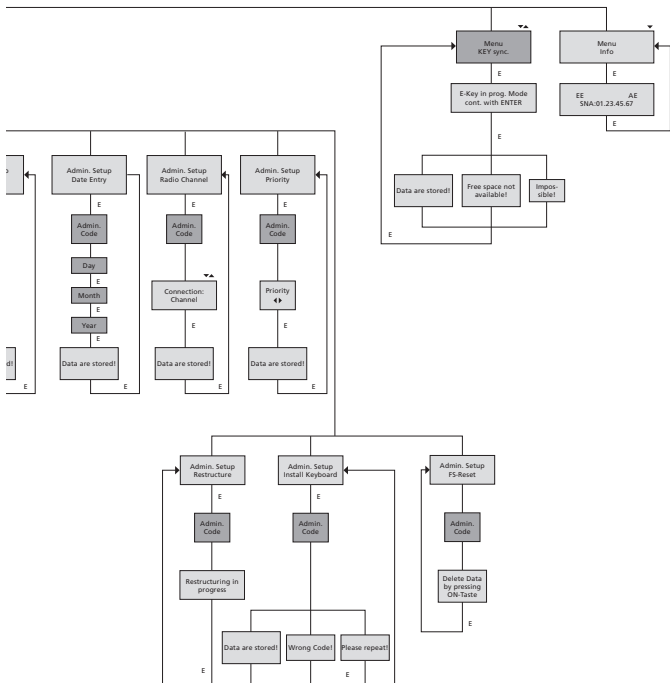 Menu
KEY sync.
E
E-Key in prog. Mode
cont. with ENTER
E
Data are stored!
Free space not
available!
Impos-
sible!
E
Menu
Info
E
EE AE
SNA:01.23.45.67
E
d!
E
Admin. Setup
Date Entry
E
Admin.
Code
Day
E
Month
E
Year
E
Data are stored!
E
Admin. Setup
Radio Channel
E
Admin.
Code
Connection:
Channel
E
Data are stored!
E
Admin. Setup
Priority
E
Admin.
Code
Priority
E
Data are stored!
E
Admin. Setup
Restructure
E
Admin.
Code
Restructuring in
progress
E
Admin. Setup
Install Keyboard
E
Admin.
Code
Data are stored!
Wrong Code!
Please repeat!
E
Admin. Setup
FS-Reset
Admin.
Code
Delete Data
by pressing
ON-Taste
E